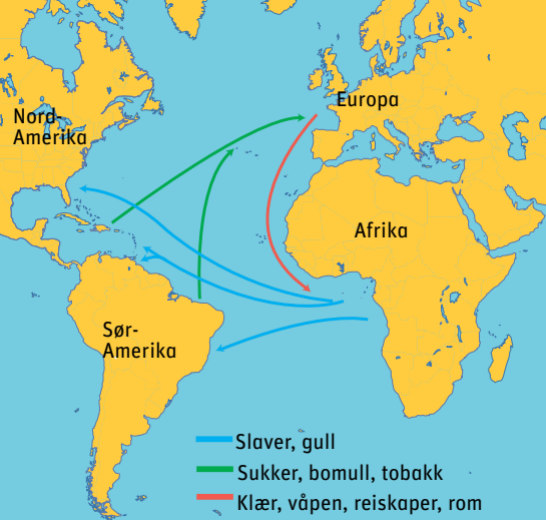 Nord-
Amerika
Europa
Afrika
Sør-
Amerika
Slaver, gull
Sukker, bomull, tobakk
Klær, våpen, reiskaper, rom